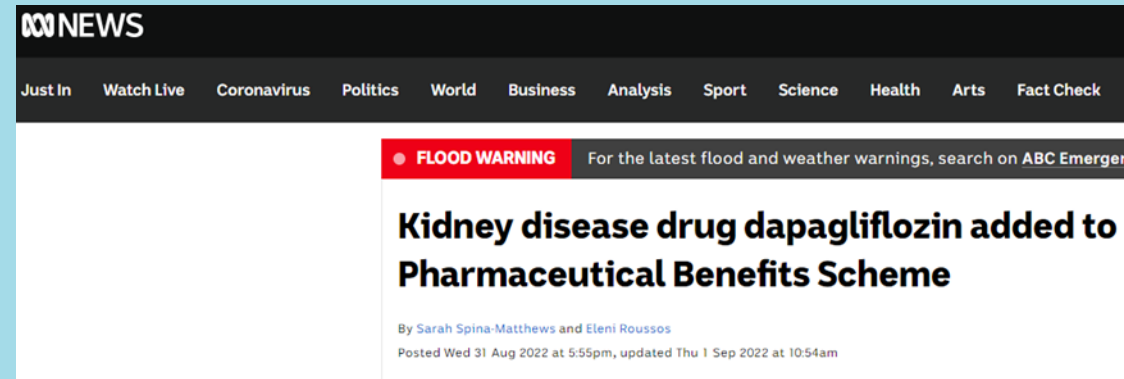 NEWS
Just In Watch Live Coronavirus Politics World Business Analysis Sport Science Health Arts Fact Check
FLOOD WARNING For the latest flood and weather warnings, search on ABC
Kidney disease drug dapagliflozin added to
Pharmaceutical Benefits Scheme
By Sarah Spina-Matthews and Eleni Roussos
Posted Wed 31 Aug 2022 at 5:55pm, updated Thu 1 Sep 2022 at 10:54am